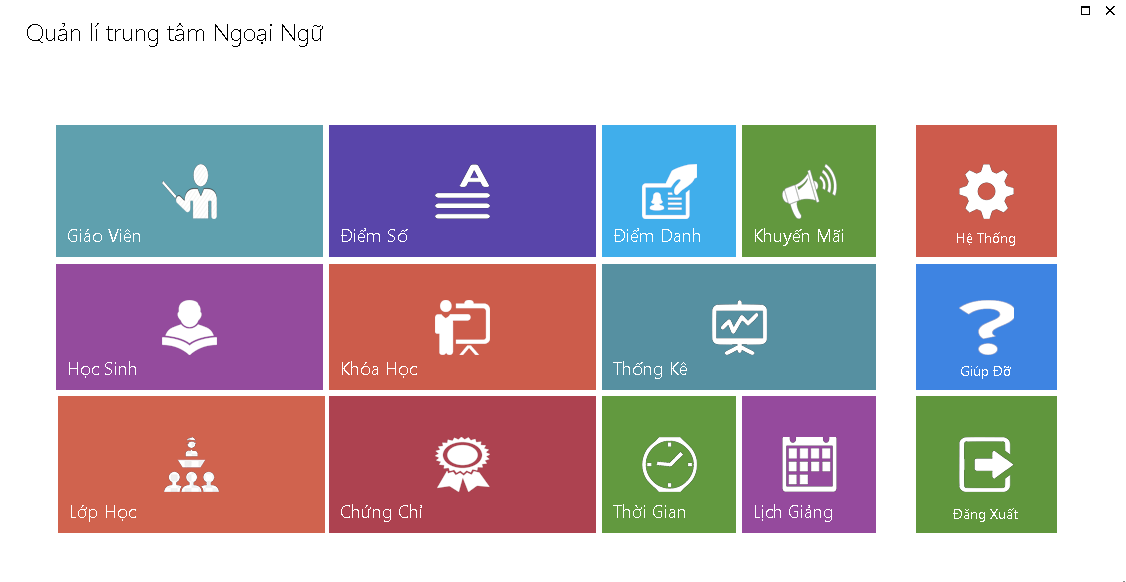 Quản lí trung tâm Ngoại Ngữ
Giáo Viên
Điểm Số
Điểm Danh
Khuyến Mãi
Hệ Thống
Học Sinh
Khóa Học
Thống Kê
Giúp Đỡ
Lớp Học
Chứng Chỉ
Thời Gian
Lịch Giảng
Đăng Xuất